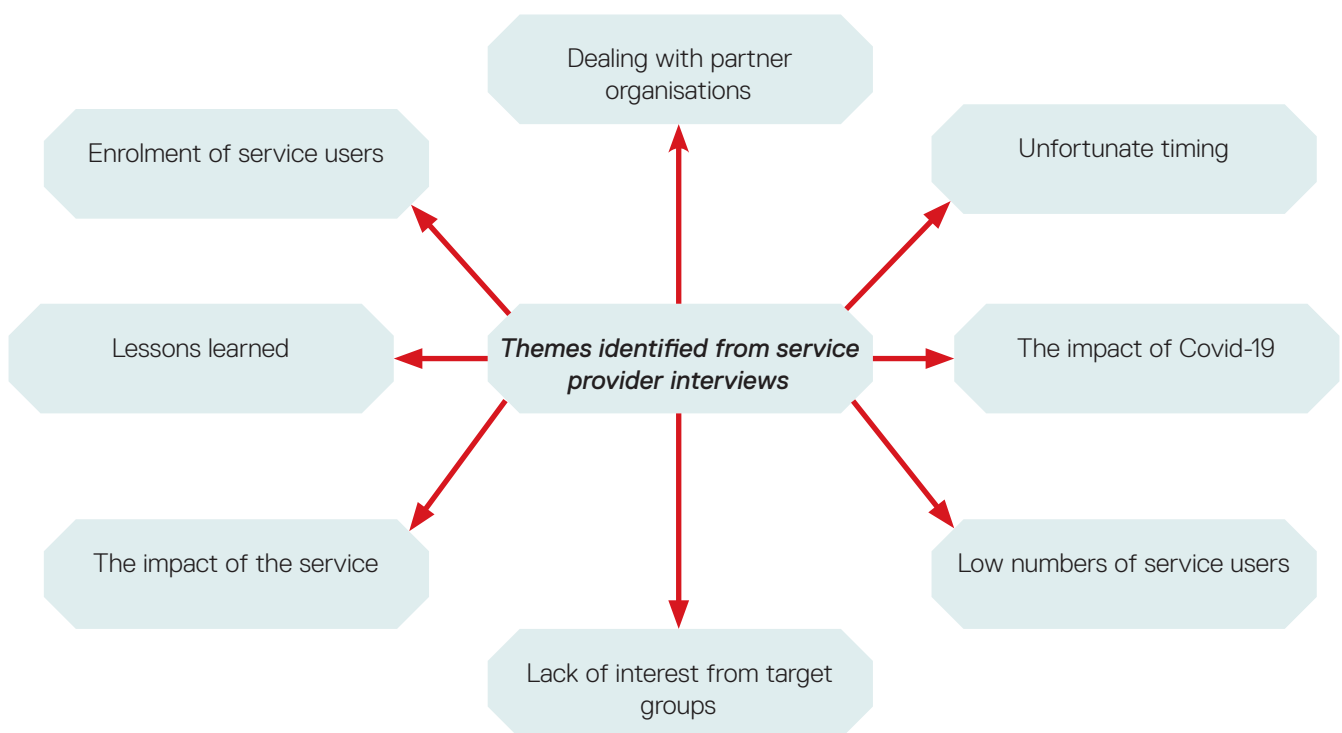 Dealing with partner
organisations
Enrolment of service users
Unfortunate timing
Lessons learned
Themes identified from service
provider interviews
The impact of Covid-19
The impact of the service
Low numbers of service users
Lack of interest from target
groups